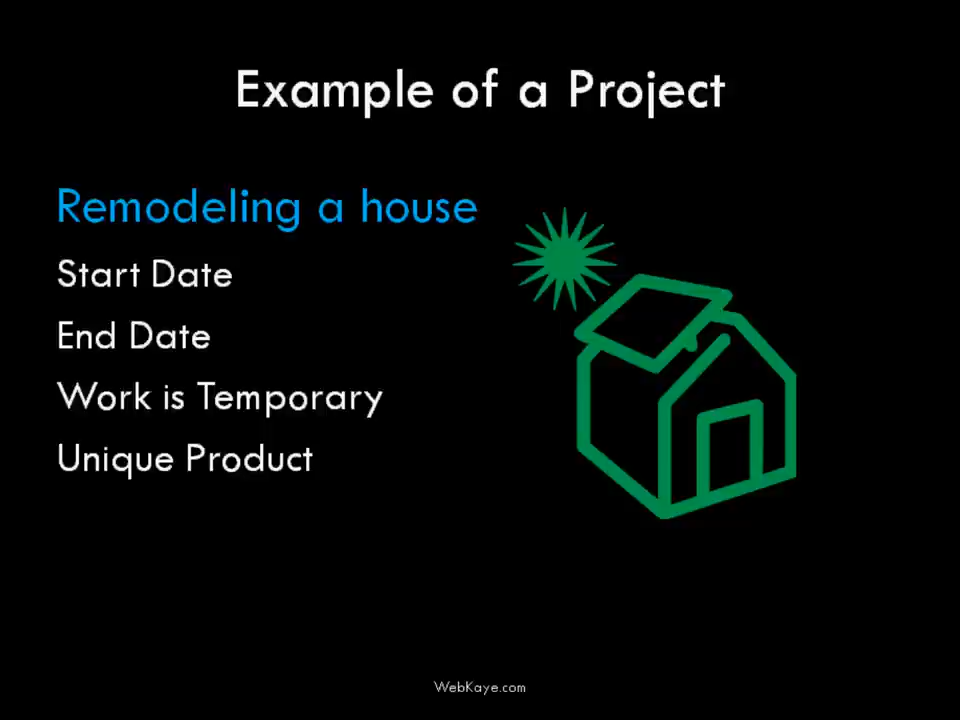 Example of a Project
Remodeling a house
Start Date
End Date
Work is Temporary
Unique Product
WebKaye.com